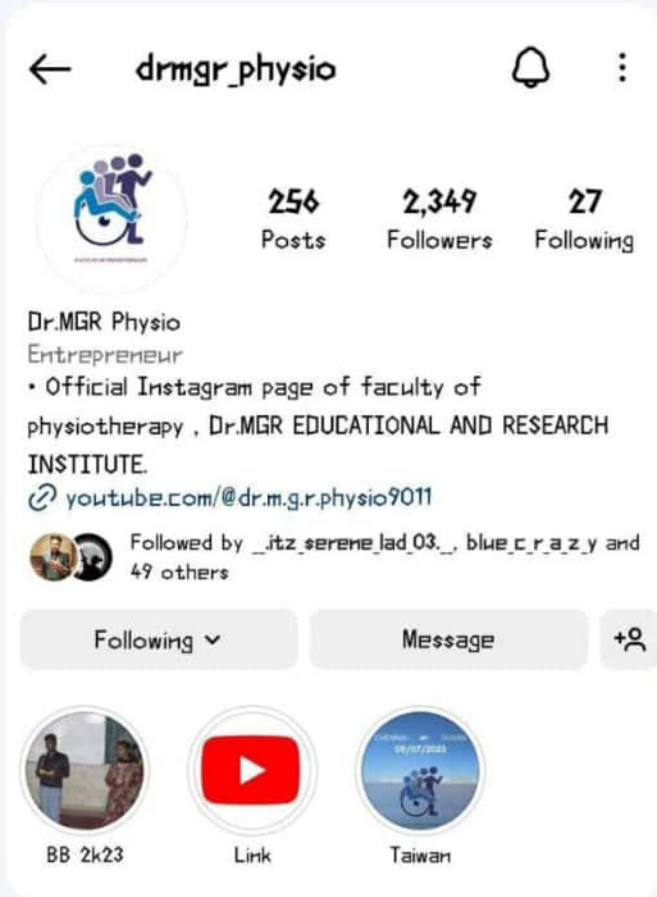 drmgr_physio
256
Posts
2,349
Followers
27
Following
Dr.MGR Physio
Entrepreneur
• Official Instagram page of faculty of
physiotherapy , Dr.MGR EDUCATIONAL AND RESEARCH
INSTITUTE.
youtube.com/@dr.m.g.r.physio9011
Followed by _.itz_serene_lad_03._, blue_c_r_a_z_y and
49 others
Following
Message
BB 2k23
Link
Taiwan